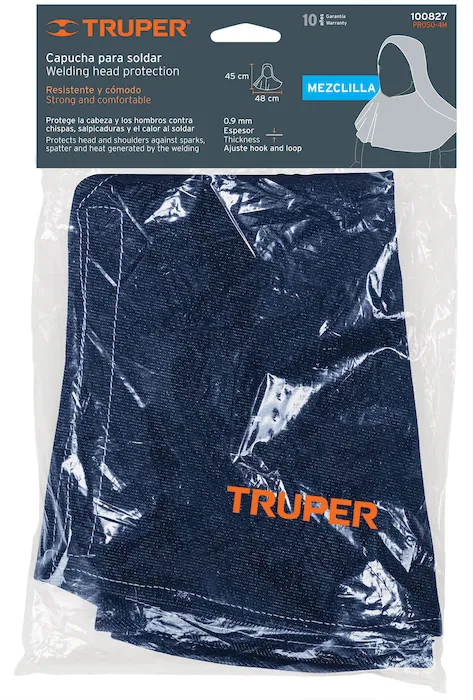 TRUPER®
10 años Garantía
Warranty
100827
PROSO-4M
Capucha para soldar
Welding head protection
Resistente y cómodo
Strong and comfortable
Protege la cabeza y los hombros contra
chispas, salpicaduras y el calor al soldar
Protects head and shoulders against sparks,
spatter and heat generated by the welding
45 cm
48 cm
0.9 mm
Espesor
Thickness
Ajuste hook and loop
MEZCLILLA
TRUPER